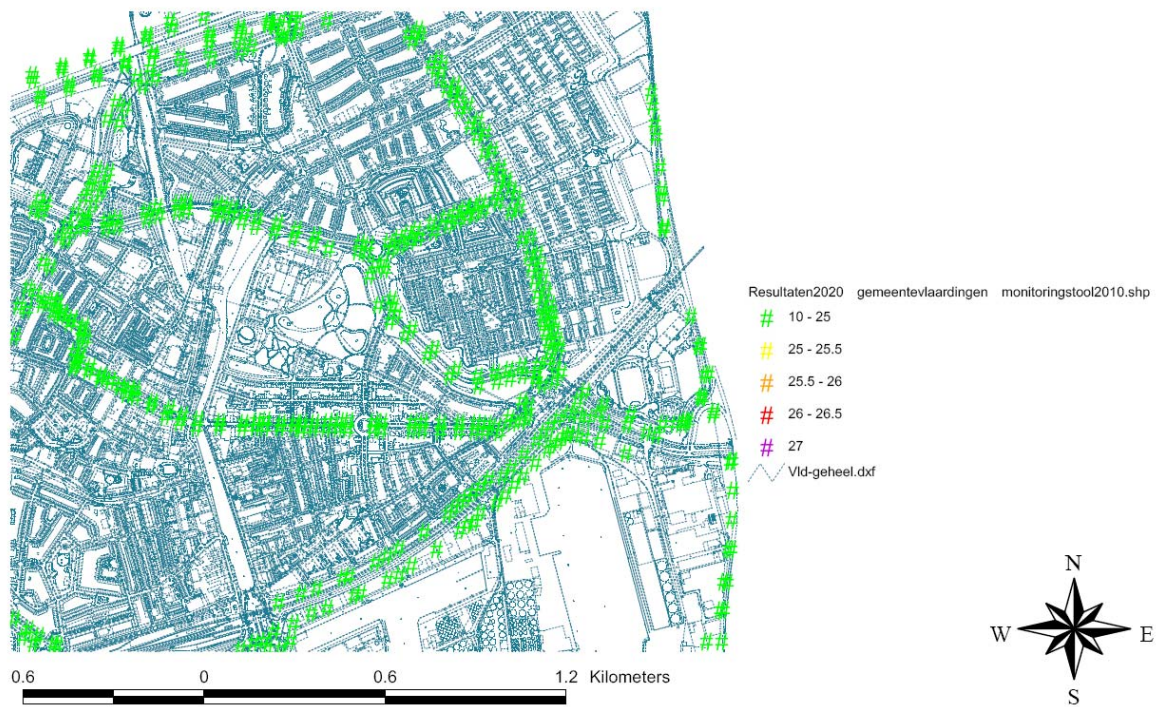 Resultaten2020 gemeentevlaardingen monitoringstool2010.shp
# 10 - 25
# 25 - 25.5
# 25.5 - 26
# 26 - 26.5
# 27
Vld-geheel.dxf
N
W E
S
0.6 0 0.6 1.2 Kilometers